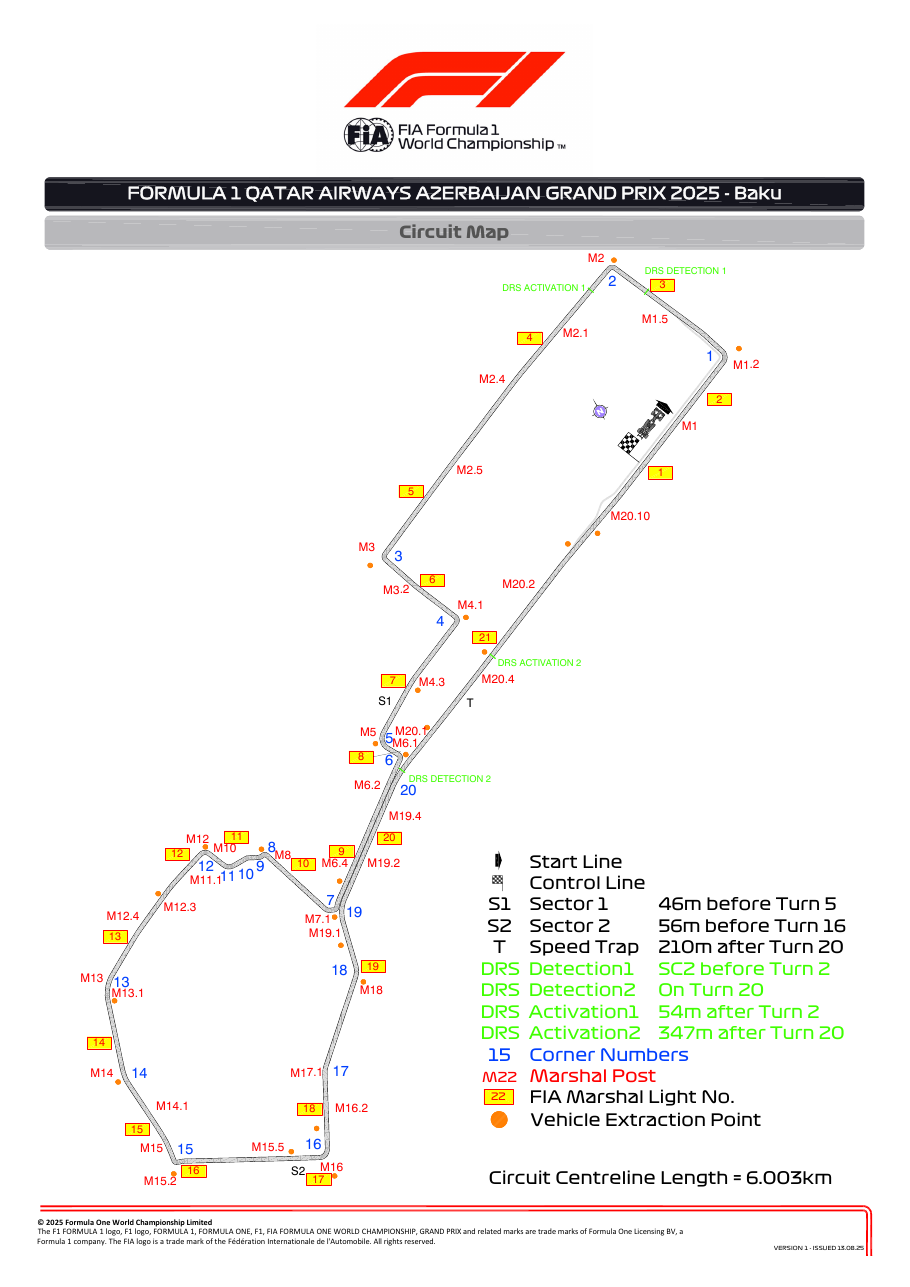 FiA FIA Formula 1
World Championship™
FORMULA 1 QATAR AIRWAYS AZERBAIJAN GRAND PRIX 2025 - Baku
Circuit Map
M2
DRS DETECTION 1
2
3
DRS ACTIVATION 1
M1.5
4
M2.1
1
M1.2
M2.4
2
M1
M2.5
1
5
M20.10
M3
3
6
M20.2
M3.2
M4.1
4
21
DRS ACTIVATION 2
7
M4.3
M20.4
S1
T
M5
5
M20.1
M6.1
8
6
DRS DETECTION 2
M6.2
20
M19.4
11
M12
M10
8
20
12
M8
9
12
11
10
9
10
M6.4
M19.2
M11.1
7
19
M12.3
M12.4
M7.1
M19.1
13
18
19
M13
13
M18
M13.1
14
M14
14
M17.1
17
M14.1
18
M16.2
15
M15
15
M15.5
16
16
S2
M16
M15.2
17
Start Line
Control Line
S1 Sector 1 46m before Turn 5
S2 Sector 2 56m before Turn 16
T Speed Trap 210m after Turn 20
DRS Detection1 SC2 before Turn 2
DRS Detection2 On Turn 20
DRS Activation1 54m after Turn 2
DRS Activation2 347m after Turn 20
15 Corner Numbers
M22 Marshal Post
22 FIA Marshal Light No.
Vehicle Extraction Point
Circuit Centreline Length = 6.003km
© 2025 Formula One World Championship Limited
The F1 FORMULA 1 logo, F1 logo, FORMULA 1, FORMULA ONE, F1, FIA FORMULA ONE WORLD CHAMPIONSHIP, GRAND PRIX and related marks are trade marks of Formula One Licensing BV, a
Formula 1 company. The FIA logo is a trade mark of the Fédération Internationale de l'Automobile. All rights reserved.
VERSION 1 - ISSUED 13.08.25